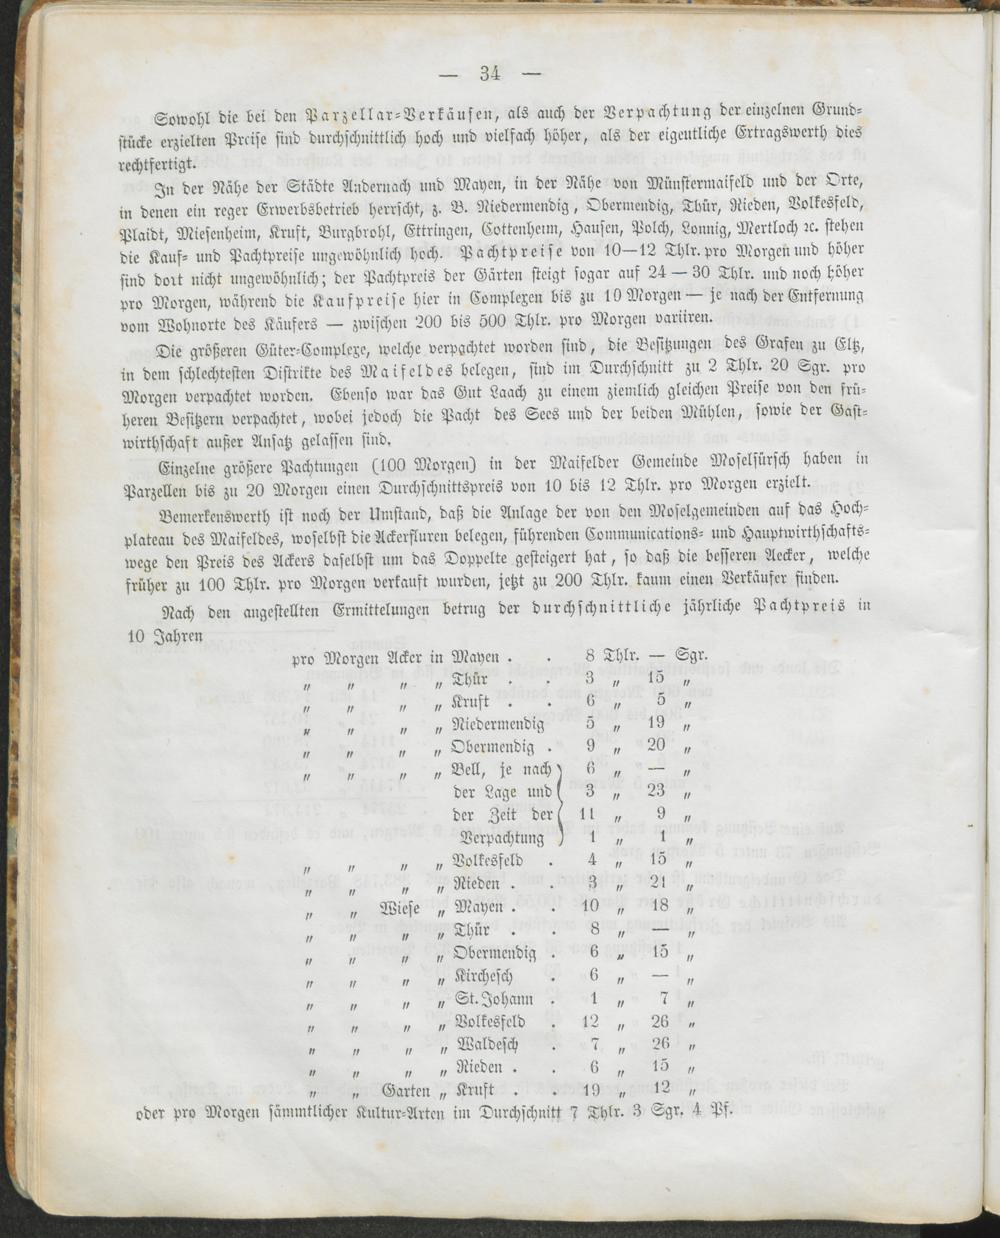 — 34 —
Sowohl die bei den Parzellar-Verkäufen, als auch der Verpachtung der einzelnen Grund-
stücke erzielten Preise sind durchschnittlich hoch und vielfach höher, als der eigentliche Ertragswerth dies
rechtfertigt.
In der Nähe der Städte Andernach und Mayen, in der Nähe von Münstermaifeld und der Orte,
in denen ein reger Erwerbsbetrieb herrscht, z. B. Niedermendig, Obermendig, Thür, Rieden, Volkesfeld,
Plaidt, Miesenheim, Kruft, Burgbrohl, Ettringen, Cottenheim, Hausen, Polch, Lonnig, Mertloch ꝛc. stehen
die Kauf- und Pachtpreise ungewöhnlich hoch. Pachtpreise von 10—12 Thlr. pro Morgen und höher
sind dort nicht ungewöhnlich; der Pachtpreis der Gärten steigt sogar auf 24 — 30 Thlr. und noch höher
pro Morgen, während die Kaufpreise hier in Complexen bis zu 10 Morgen — je nach der Entfernung
vom Wohnorte des Käufers — zwischen 200 bis 500 Thlr. pro Morgen variiren.
Die größeren Güter-Complexe, welche verpachtet worden sind, die Besitzungen des Grafen zu Eltz,
in dem schlechtesten Distrikte des Maifeldes belegen, sind im Durchschnitt zu 2 Thlr. 20 Sgr. pro
Morgen verpachtet worden. Ebenso war das Gut Laach zu einem ziemlich gleichen Preise von den frü-
heren Besitzern verpachtet, wobei jedoch die Pacht des Sees und der beiden Mühlen, sowie der Gast-
wirthschaft außer Ansatz gelassen sind.
Einzelne größere Pachtungen (100 Morgen) in der Maifelder Gemeinde Moselsürsch haben in
Parzellen bis zu 20 Morgen einen Durchschnittspreis von 10 bis 12 Thlr. pro Morgen erzielt.
Bemerkenswerth ist noch der Umstand, daß die Anlage der von den Moselgemeinden auf das Hoch-
plateau des Maifeldes, woselbst die Ackerfluren belegen, führenden Communications- und Hauptwirthschafts-
wege den Preis des Ackers daselbst um das Doppelte gesteigert hat, so daß die besseren Aecker, welche
früher zu 100 Thlr. pro Morgen verkauft wurden, jetzt zu 200 Thlr. kaum einen Verkäufer finden.
Nach den angestellten Ermittelungen betrug der durchschnittliche jährliche Pachtpreis in
10 Jahren
pro Morgen Acker in Mayen . . 8 Thlr. — Sgr.
„ „ „ „ Thür . . 3 „ 15 „
„ „ „ „ Kruft . . 6 „ 5 „
„ „ „ „ Niedermendig 5 „ 19 „
„ „ „ „ Obermendig . 9 „ 20 „
„ „ „ „ Bell, je nach 6 „ — „
der Lage und 3 „ 23 „
der Zeit der 11 „ 9 „
Verpachtung 1 „ 1 „
„ „ „ „ Volkesfeld . 4 „ 15 „
„ „ „ „ Rieden . . 3 „ 21 „
„ „ Wiese „ Mayen . . 10 „ 18 „
„ „ „ „ Thür . . 8 „ — „
„ „ „ „ Obermendig . 6 „ 15 „
„ „ „ „ Kirchesch . 6 „ — „
„ „ „ „ St. Johann . 1 „ 7 „
„ „ „ „ Volkesfeld . 12 „ 26 „
„ „ „ „ Waldesch . 7 „ 26 „
„ „ „ „ Rieden . . 6 „ 15 „
„ „ Garten „ Kruft . . 19 „ 12 „
oder pro Morgen sämmtlicher Kultur-Arten im Durchschnitt 7 Thlr. 3 Sgr. 4 Pf.